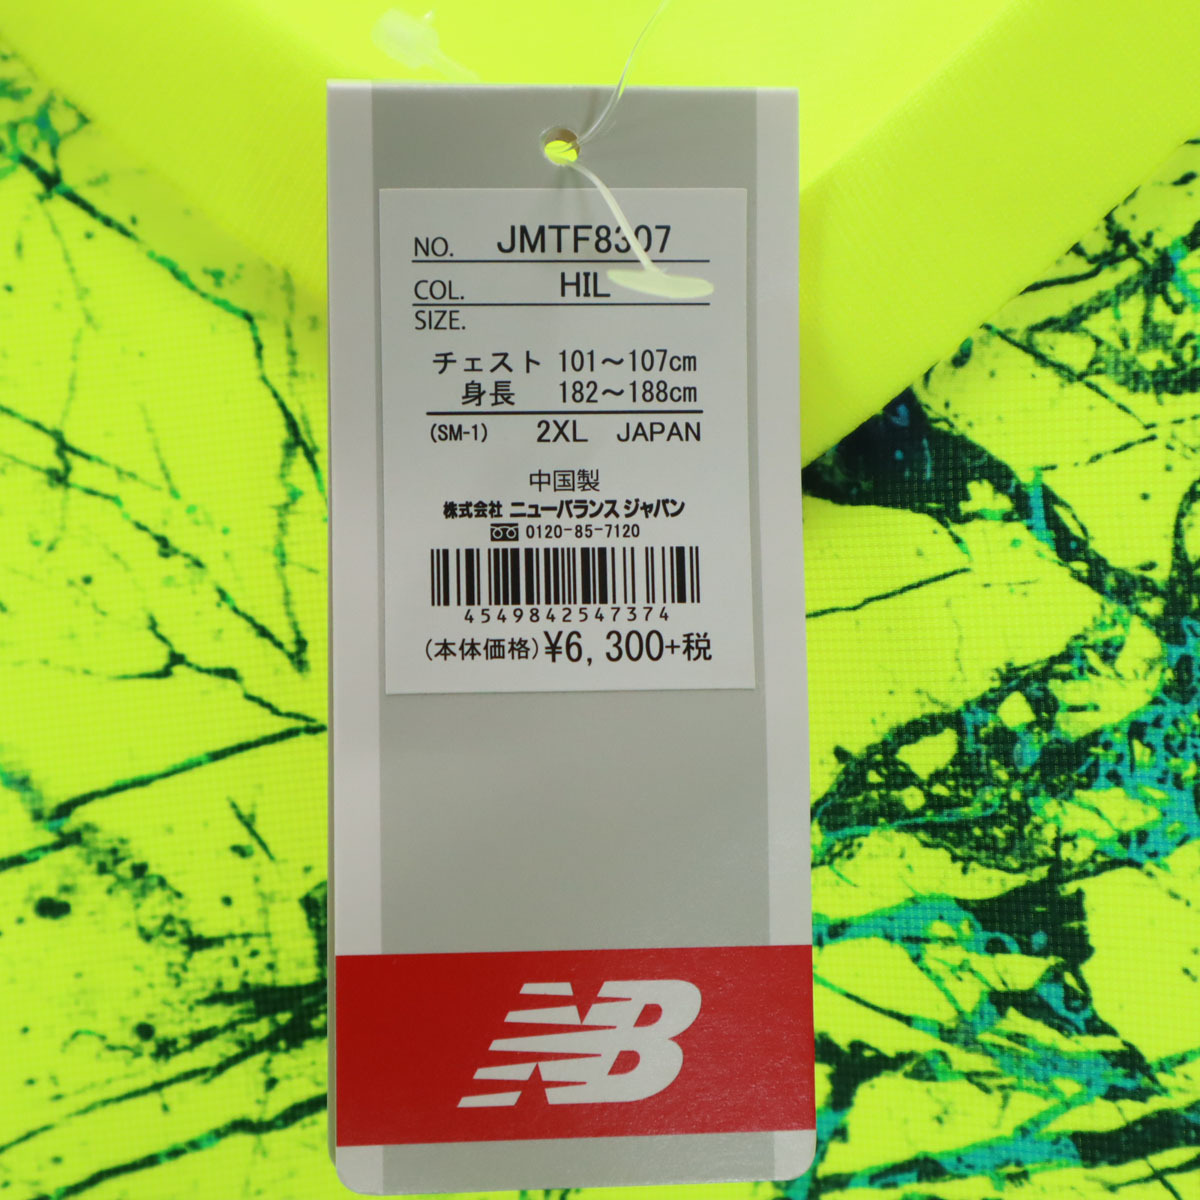 NO. JMTF8307
COL. HIL
SIZE.
チェスト 101～107cm
身長 182～188cm
(SM-1) 2XL JAPAN
中国製
株式会社 ニューバランス ジャパン
0120-85-7120
4549842547374
(本体価格)¥6,300+税
NB